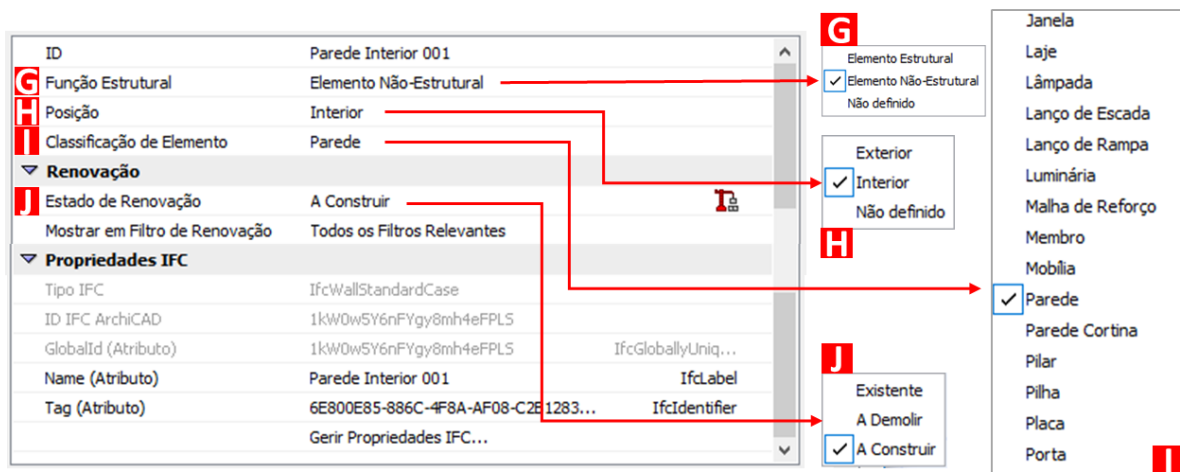 ID Parede Interior 001
G Função Estrutural Elemento Não-Estrutural
H Posição Interior
I Classificação de Elemento Parede
Renovação
J Estado de Renovação A Construir
Mostrar em Filtro de Renovação Todos os Filtros Relevantes
Propriedades IFC
Tipo IFC IfcWallStandardCase
ID IFC ArchiCAD 1kW0w5Y6nFYgy8mh4eFPLS
GlobalId (Atributo) 1kW0w5Y6nFYgy8mh4eFPLS IfcGloballyUniq...
Name (Atributo) Parede Interior 001 IfcLabel
Tag (Atributo) 6E800E85-886C-4F8A-AF08-C2B1283... IfcIdentifier
Gerir Propriedades IFC...
G
Elemento Estrutural
Elemento Não-Estrutural
Não definido
Exterior
Interior
Não definido
H
J
Existente
A Demolir
A Construir
Janela
Laje
Lâmpada
Lanço de Escada
Lanço de Rampa
Luminária
Malha de Reforço
Membro
Mobília
Parede
Parede Cortina
Pilar
Pilha
Placa
Porta
I